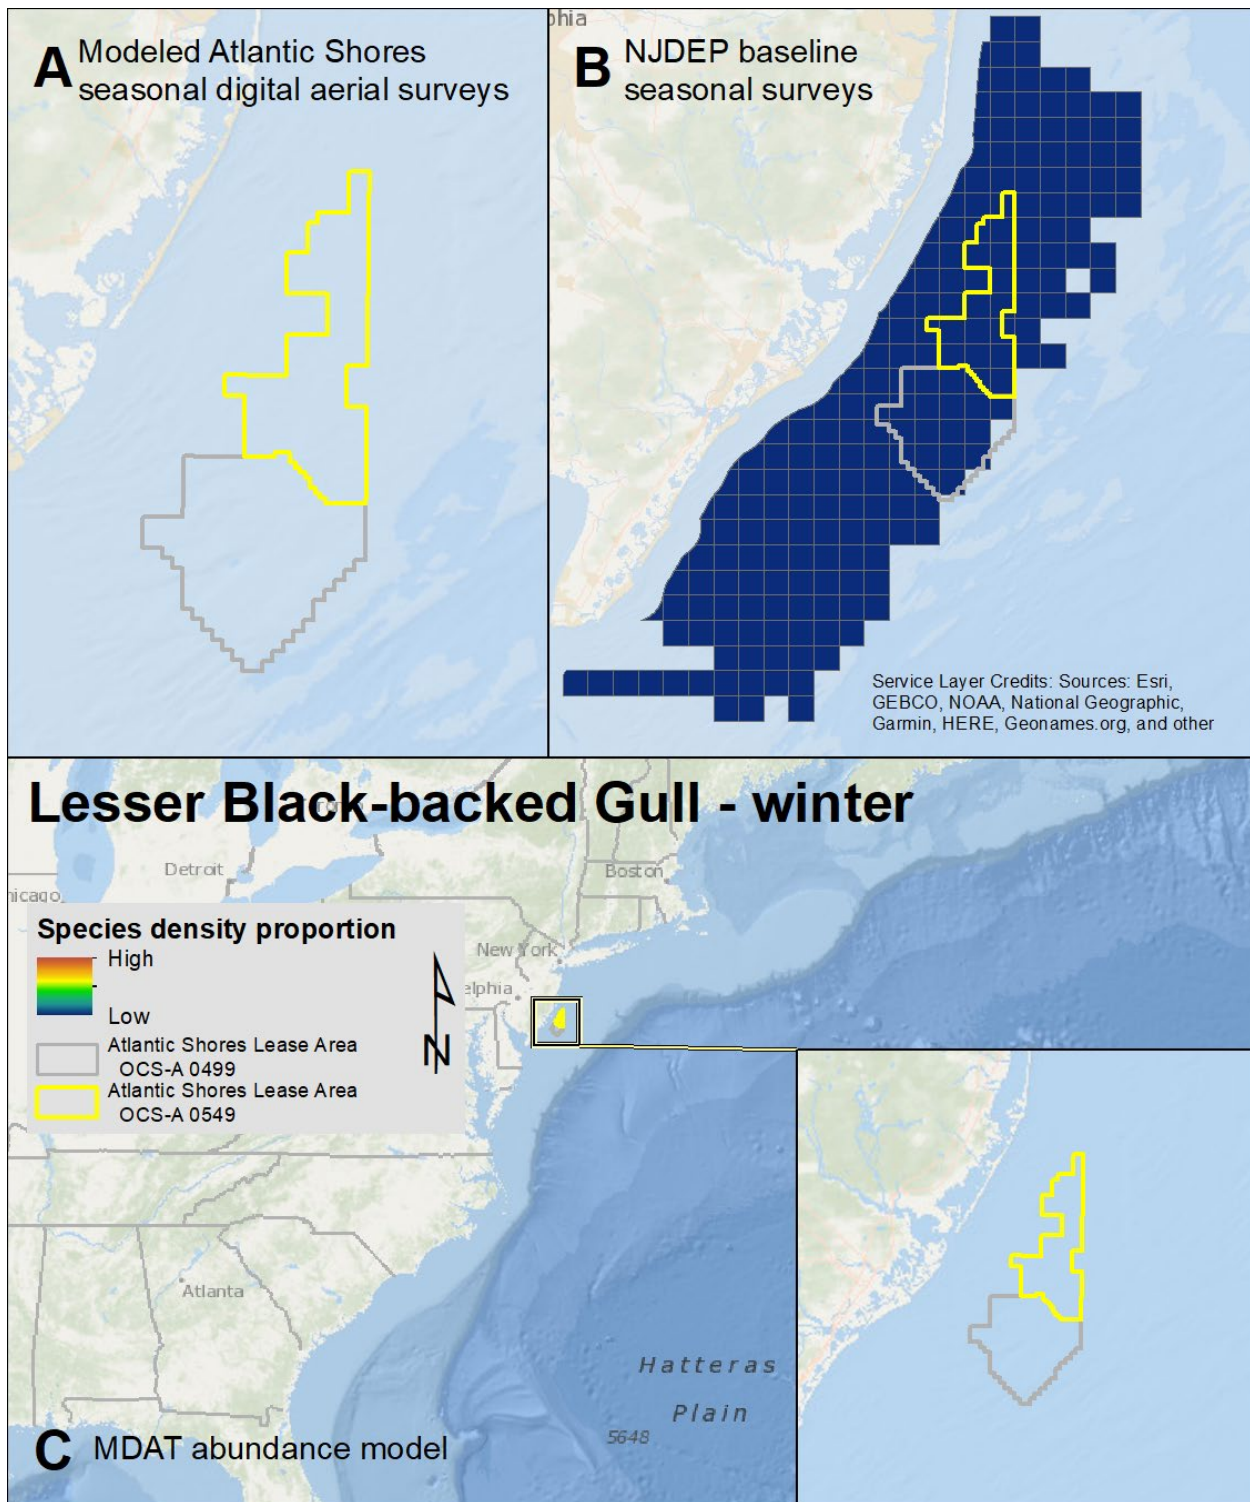 phia
A Modeled Atlantic Shores
seasonal digital aerial surveys
B NJDEP baseline
seasonal surveys
Service Layer Credits: Sources: Esri,
GEBCO, NOAA, National Geographic,
Garmin, HERE, Geonames.org, and other
Lesser Black-backed Gull - winter
Detroit
Boston
hicago
Species density proportion
High
Low
Atlantic Shores Lease Area
OCS-A 0499
Atlantic Shores Lease Area
OCS-A 0549
N
New York
elphia
Atlanta
Hatteras
Plain
5648
C MDAT abundance model